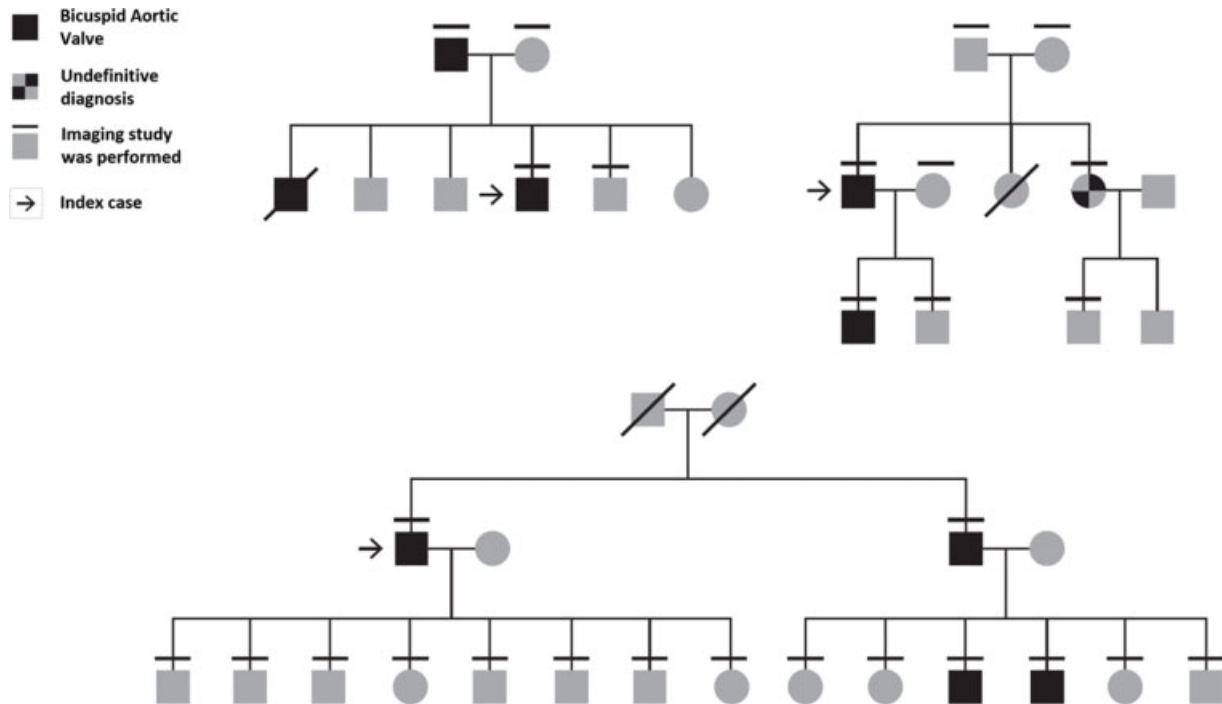 Bicuspid Aortic
Valve
Undefinitive
diagnosis
Imaging study
was performed
Index case